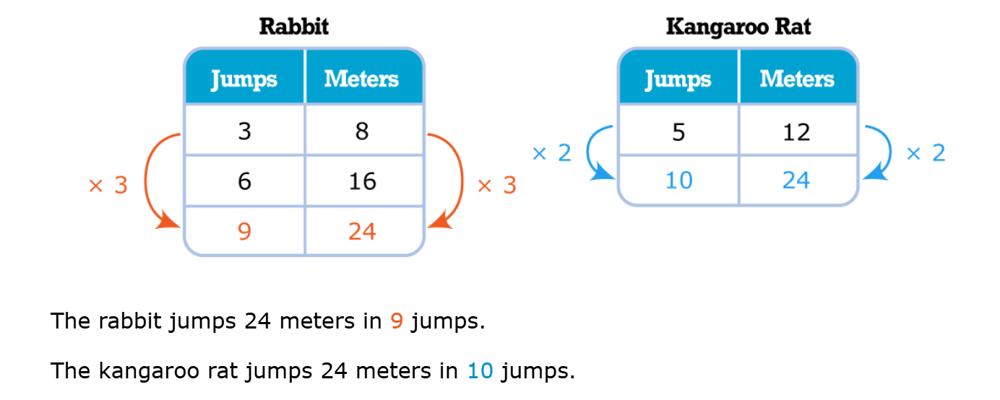 Rabbit
Jumps Meters
3 8
6 16
9 24
× 3 × 3
Kangaroo Rat
Jumps Meters
5 12
10 24
× 2 × 2
The rabbit jumps 24 meters in 9 jumps.
The kangaroo rat jumps 24 meters in 10 jumps.